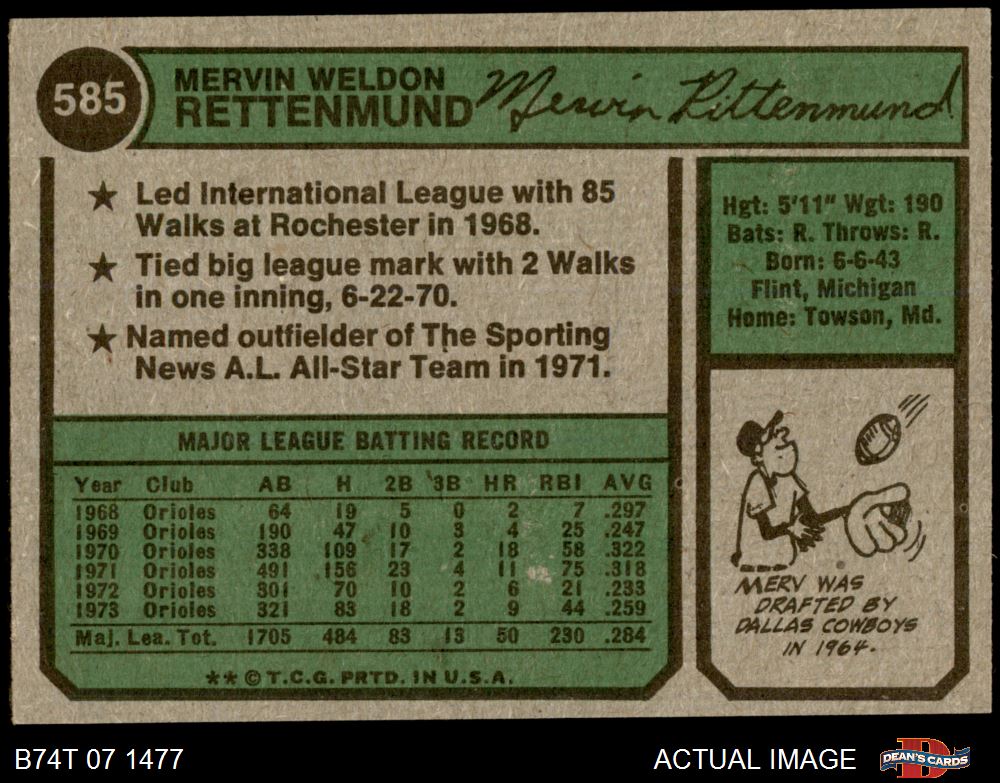 585
MERVIN WELDON
RETTENMUND
Mervin Rettenmund
★ Led International League with 85
Walks at Rochester in 1968.
★ Tied big league mark with 2 Walks
in one inning, 6-22-70.
★ Named outfielder of The Sporting
News A.L. All-Star Team in 1971.
Hgt: 5'11" Wgt: 190
Bats: R. Throws: R.
Born: 6-6-43
Flint, Michigan
Home: Towson, Md.
MAJOR LEAGUE BATTING RECORD
Year Club AB H 2B 3B HR RBI AVG
1968 Orioles 64 19 5 0 2 7 .297
1969 Orioles 190 47 10 3 4 25 .247
1970 Orioles 338 109 17 2 18 58 .322
1971 Orioles 491 156 23 4 11 75 .318
1972 Orioles 301 70 10 2 6 21 .233
1973 Orioles 321 83 18 2 9 44 .259
Maj. Lea. Tot. 1705 484 83 13 50 230 .284
** © T.C.G. PRTD. IN U.S.A.
MERV WAS
DRAFTED BY
DALLAS COWBOYS
IN 1964.
B74T 07 1477
ACTUAL IMAGE
DEAN'S CARDS